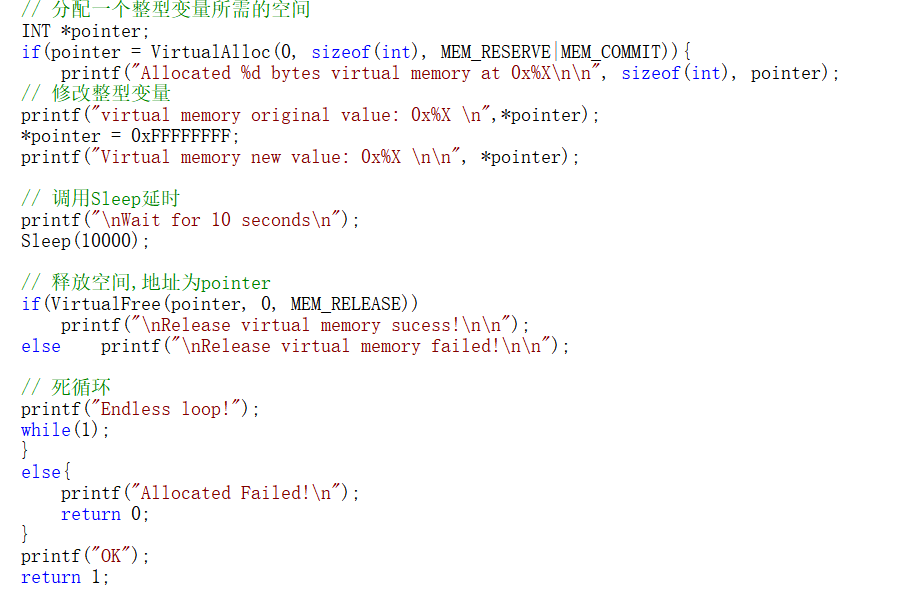 // 分配一个整型变量所需的空间
INT *pointer;
if(pointer = VirtualAlloc(0, sizeof(int), MEM_RESERVE|MEM_COMMIT)){
    printf("Allocated %d bytes virtual memory at 0x%X\n\n", sizeof(int), pointer);
// 修改整型变量
printf("virtual memory original value: 0x%X \n",*pointer);
*pointer = 0xFFFFFFFF;
printf("Virtual memory new value: 0x%X \n\n", *pointer);
// 调用Sleep延时
printf("\nWait for 10 seconds\n");
Sleep(10000);
// 释放空间,地址为pointer
if(VirtualFree(pointer, 0, MEM_RELEASE))
    printf("\nRelease virtual memory sucess!\n\n");
else    printf("\nRelease virtual memory failed!\n\n");
// 死循环
printf("Endless loop!");
while(1);
}
else{
    printf("Allocated Failed!\n");
    return 0;
}
printf("OK");
return 1;